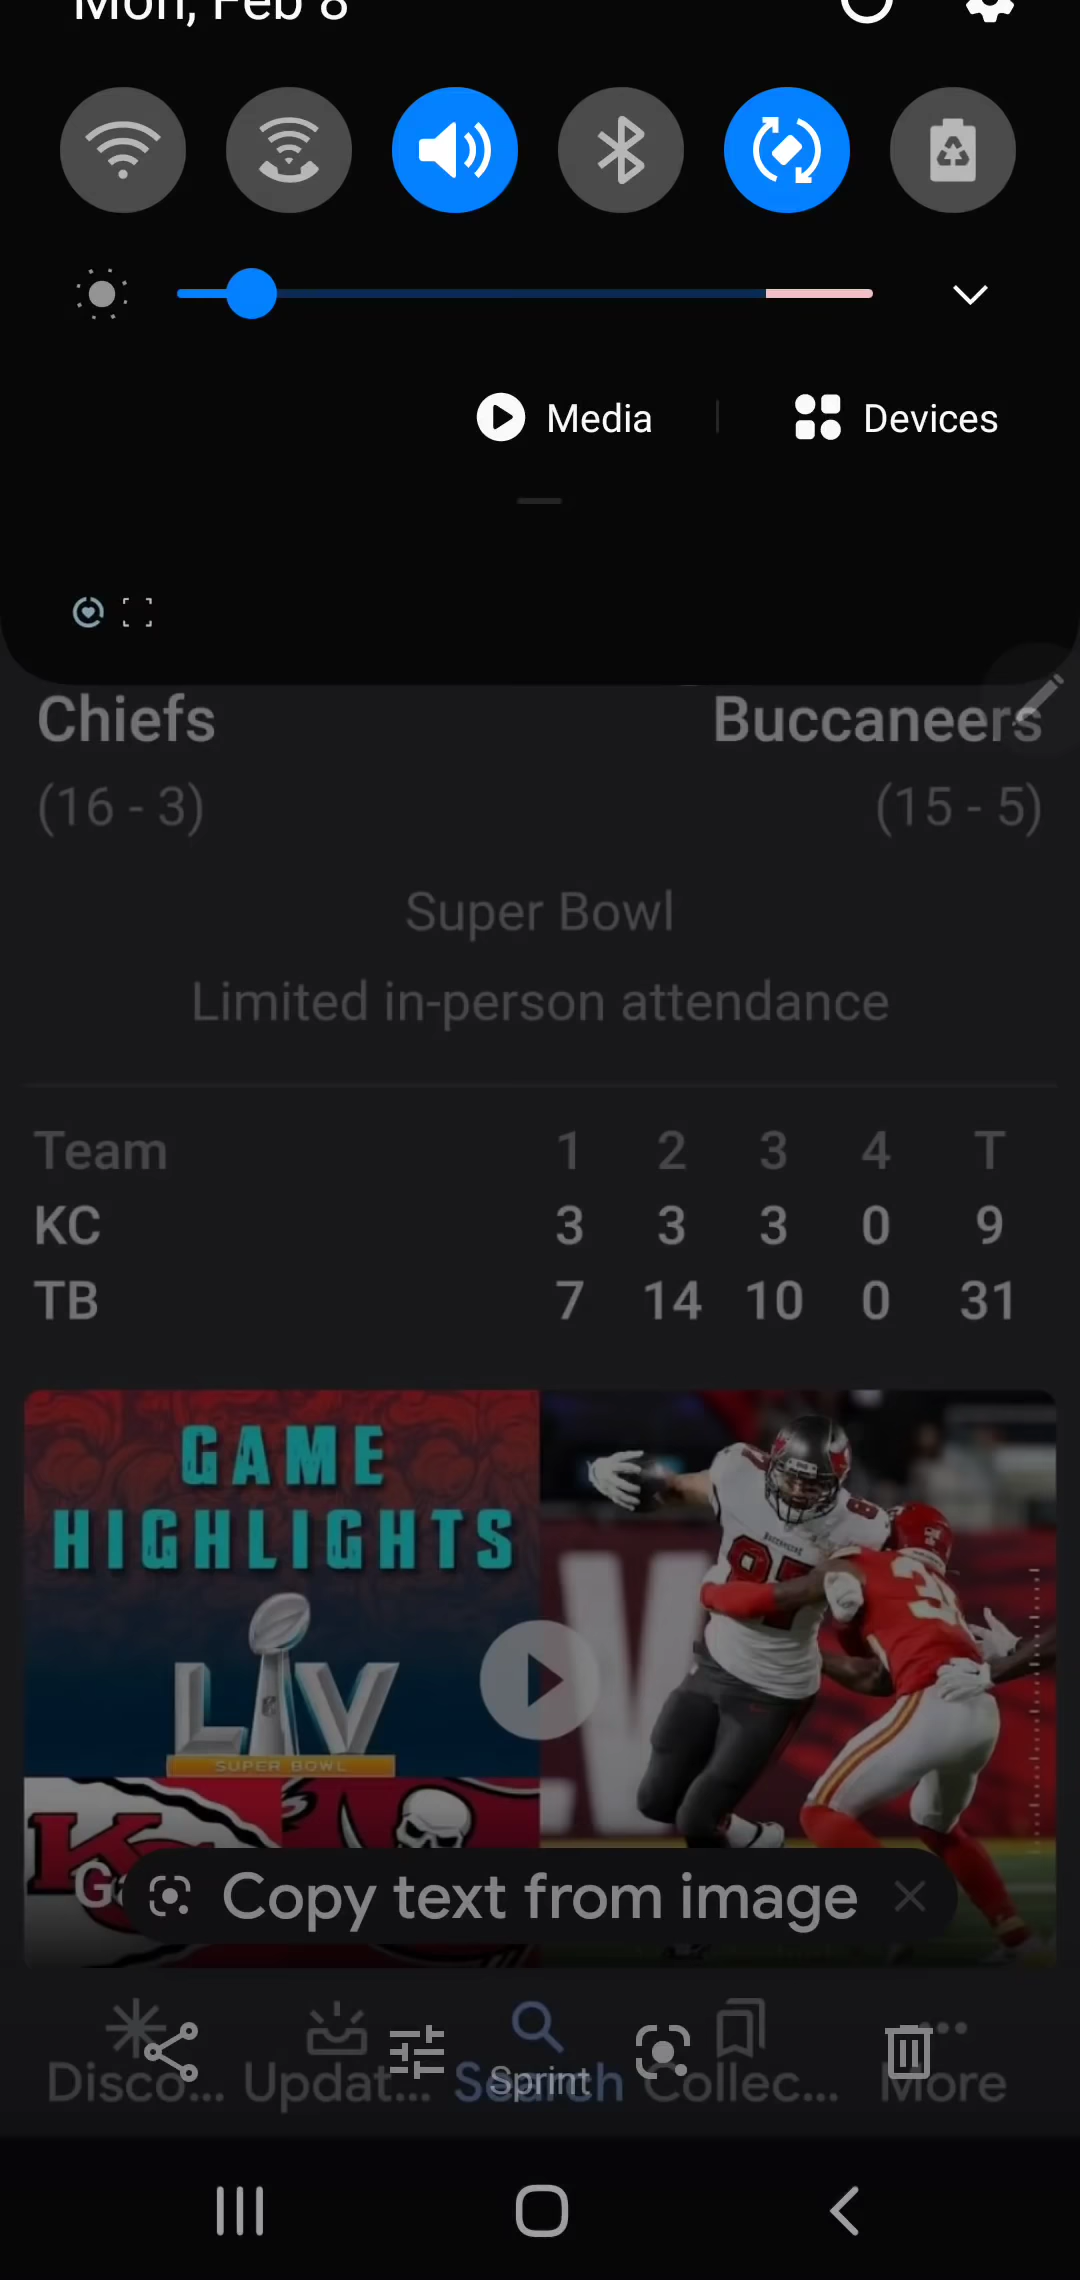 Mon, Feb 8
Media
Devices
Chiefs Buccaneers
(16 - 3) (15 - 5)
Super Bowl
Limited in-person attendance
Team 1 2 3 4 T
KC 3 3 3 0 9
TB 7 14 10 0 31
GAME
HIGHLIGHTS
LIV
SUPER BOWL
KC
Copy text from image
Disco... Updat... Search Collec... More
Sprint